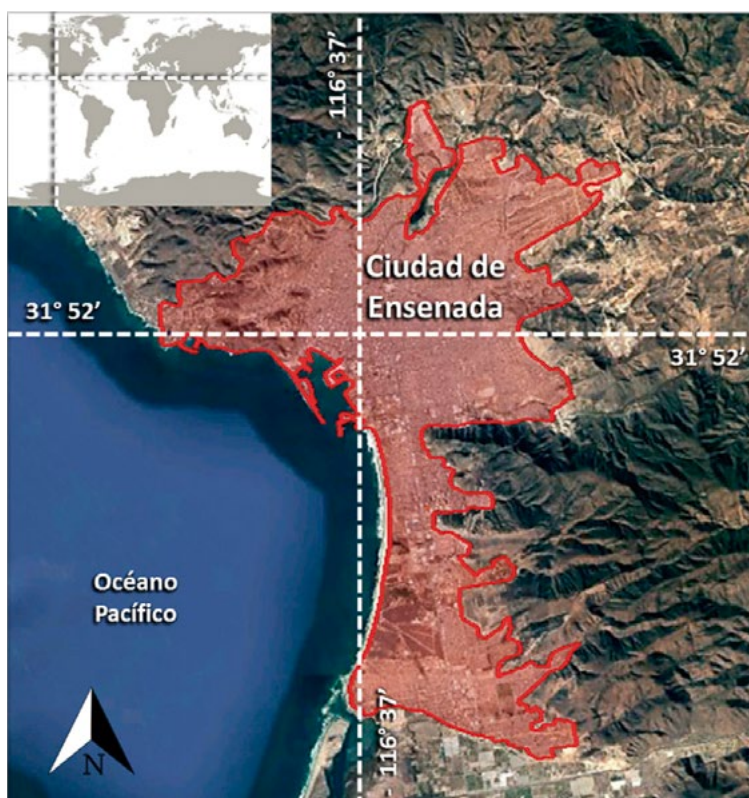 - 116° 37’
Ciudad de
Ensenada
31° 52’
31° 52’
Océano
Pacífico
- 116° 37’
N